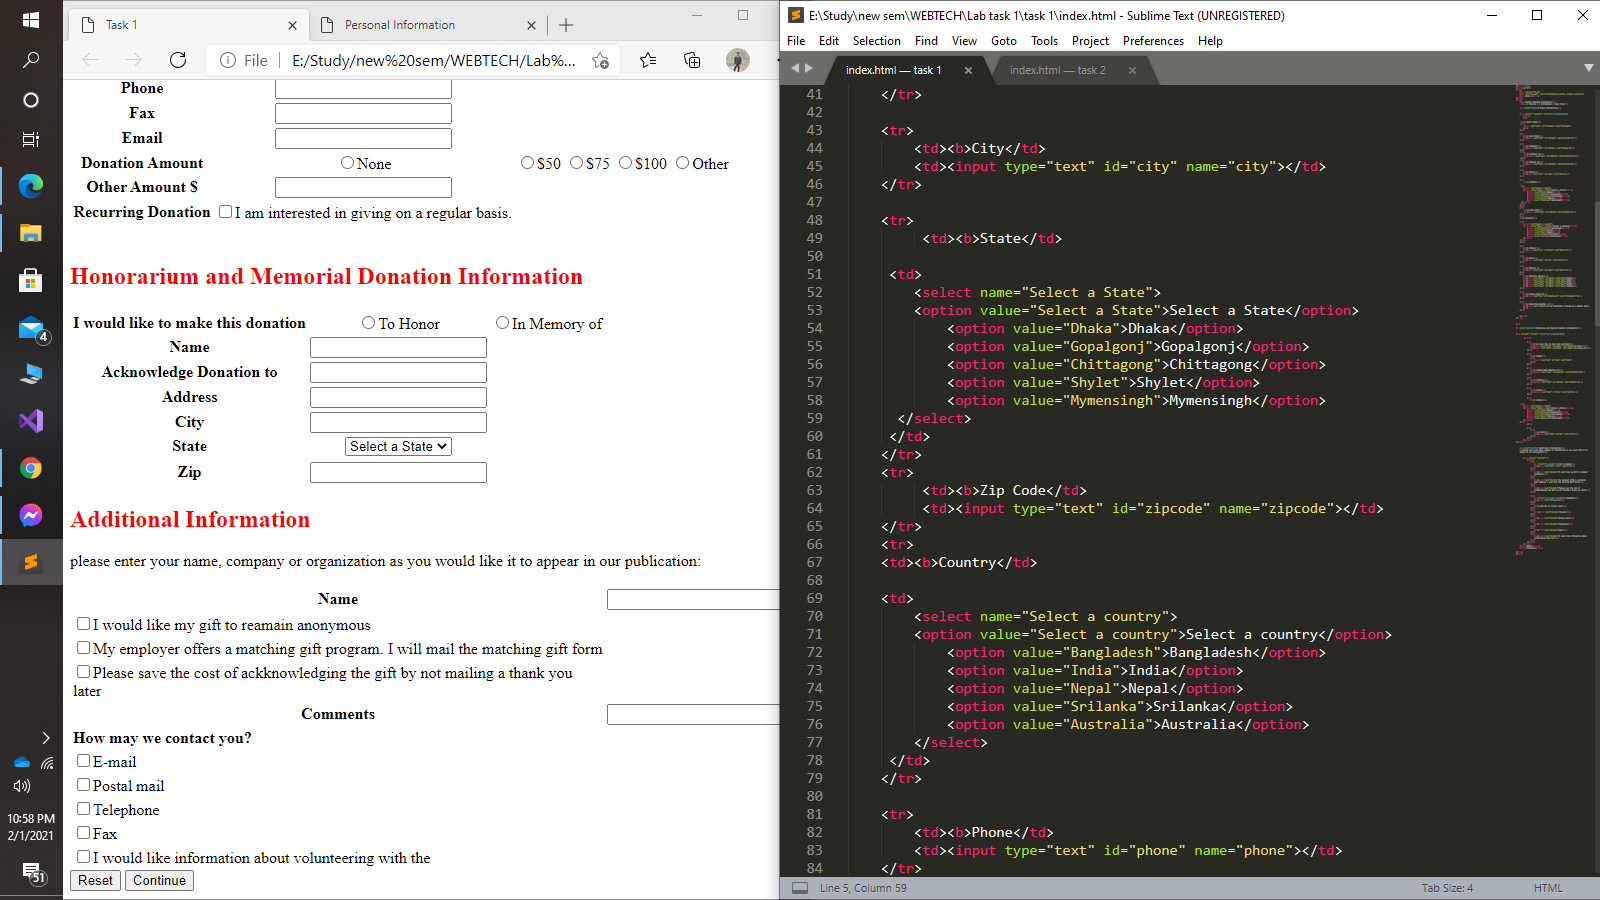 Task 1
Personal Information
File
E:/Study/new%20sem/WEBTECH/Lab%...
Phone
Fax
Email
Donation Amount None $50 $75 $100 Other
Other Amount $
Recurring Donation I am interested in giving on a regular basis.
Honorarium and Memorial Donation Information
I would like to make this donation To Honor In Memory of
Name
Acknowledge Donation to
Address
City
State Select a State
Zip
Additional Information
please enter your name, company or organization as you would like it to appear in our publication:
Name
I would like my gift to reamain anonymous
My employer offers a matching gift program. I will mail the matching gift form
Please save the cost of ackknowledging the gift by not mailing a thank you
later
Comments
How may we contact you?
E-mail
Postal mail
Telephone
Fax
I would like information about volunteering with the
Reset Continue
4
10:58 PM
2/1/2021
51
E:\Study\new sem\WEBTECH\Lab task 1\task 1\index.html - Sublime Text (UNREGISTERED)
File Edit Selection Find View Goto Tools Project Preferences Help
index.html — task 1
index.html — task 2
41 </tr>
42
43 <tr>
44 <td><b>City</td>
45 <td><input type="text" id="city" name="city"></td>
46 </tr>
47
48 <tr>
49 <td><b>State</td>
50
51 <td>
52 <select name="Select a State">
53 <option value="Select a State">Select a State</option>
54 <option value="Dhaka">Dhaka</option>
55 <option value="Gopalgonj">Gopalgonj</option>
56 <option value="Chittagong">Chittagong</option>
57 <option value="Shylet">Shylet</option>
58 <option value="Mymensingh">Mymensingh</option>
59 </select>
60 </td>
61 </tr>
62 <tr>
63 <td><b>Zip Code</td>
64 <td><input type="text" id="zipcode" name="zipcode"></td>
65 </tr>
66 <tr>
67 <td><b>Country</td>
68
69 <td>
70 <select name="Select a country">
71 <option value="Select a country">Select a country</option>
72 <option value="Bangladesh">Bangladesh</option>
73 <option value="India">India</option>
74 <option value="Nepal">Nepal</option>
75 <option value="Srilanka">Srilanka</option>
76 <option value="Australia">Australia</option>
77 </select>
78 </td>
79 </tr>
80
81 <tr>
82 <td><b>Phone</td>
83 <td><input type="text" id="phone" name="phone"></td>
84 </tr>
Line 5, Column 59
Tab Size: 4
HTML